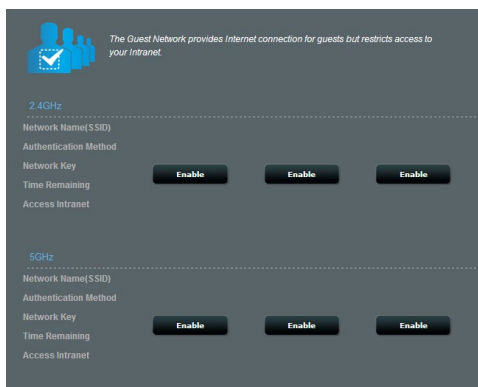 The Guest Network provides Internet connection for guests but restricts access to
your Intranet.
2.4GHz
Network Name(SSID)
Authentication Method
Network Key
Enable Enable Enable
Time Remaining
Access Intranet
5GHz
Network Name(SSID)
Authentication Method
Network Key
Enable Enable Enable
Time Remaining
Access Intranet